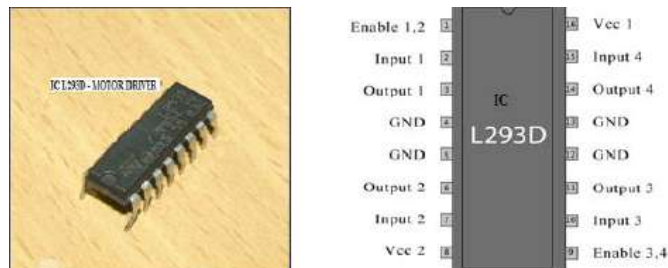 IC L293D - MOTOR DRIVER
Enable 1,2 1 16 Vcc 1
Input 1 2 15 Input 4
Output 1 3 14 Output 4
IC
GND 4 13 GND
L293D
GND 5 12 GND
Output 2 6 11 Output 3
Input 2 7 10 Input 3
Vcc 2 8 9 Enable 3,4